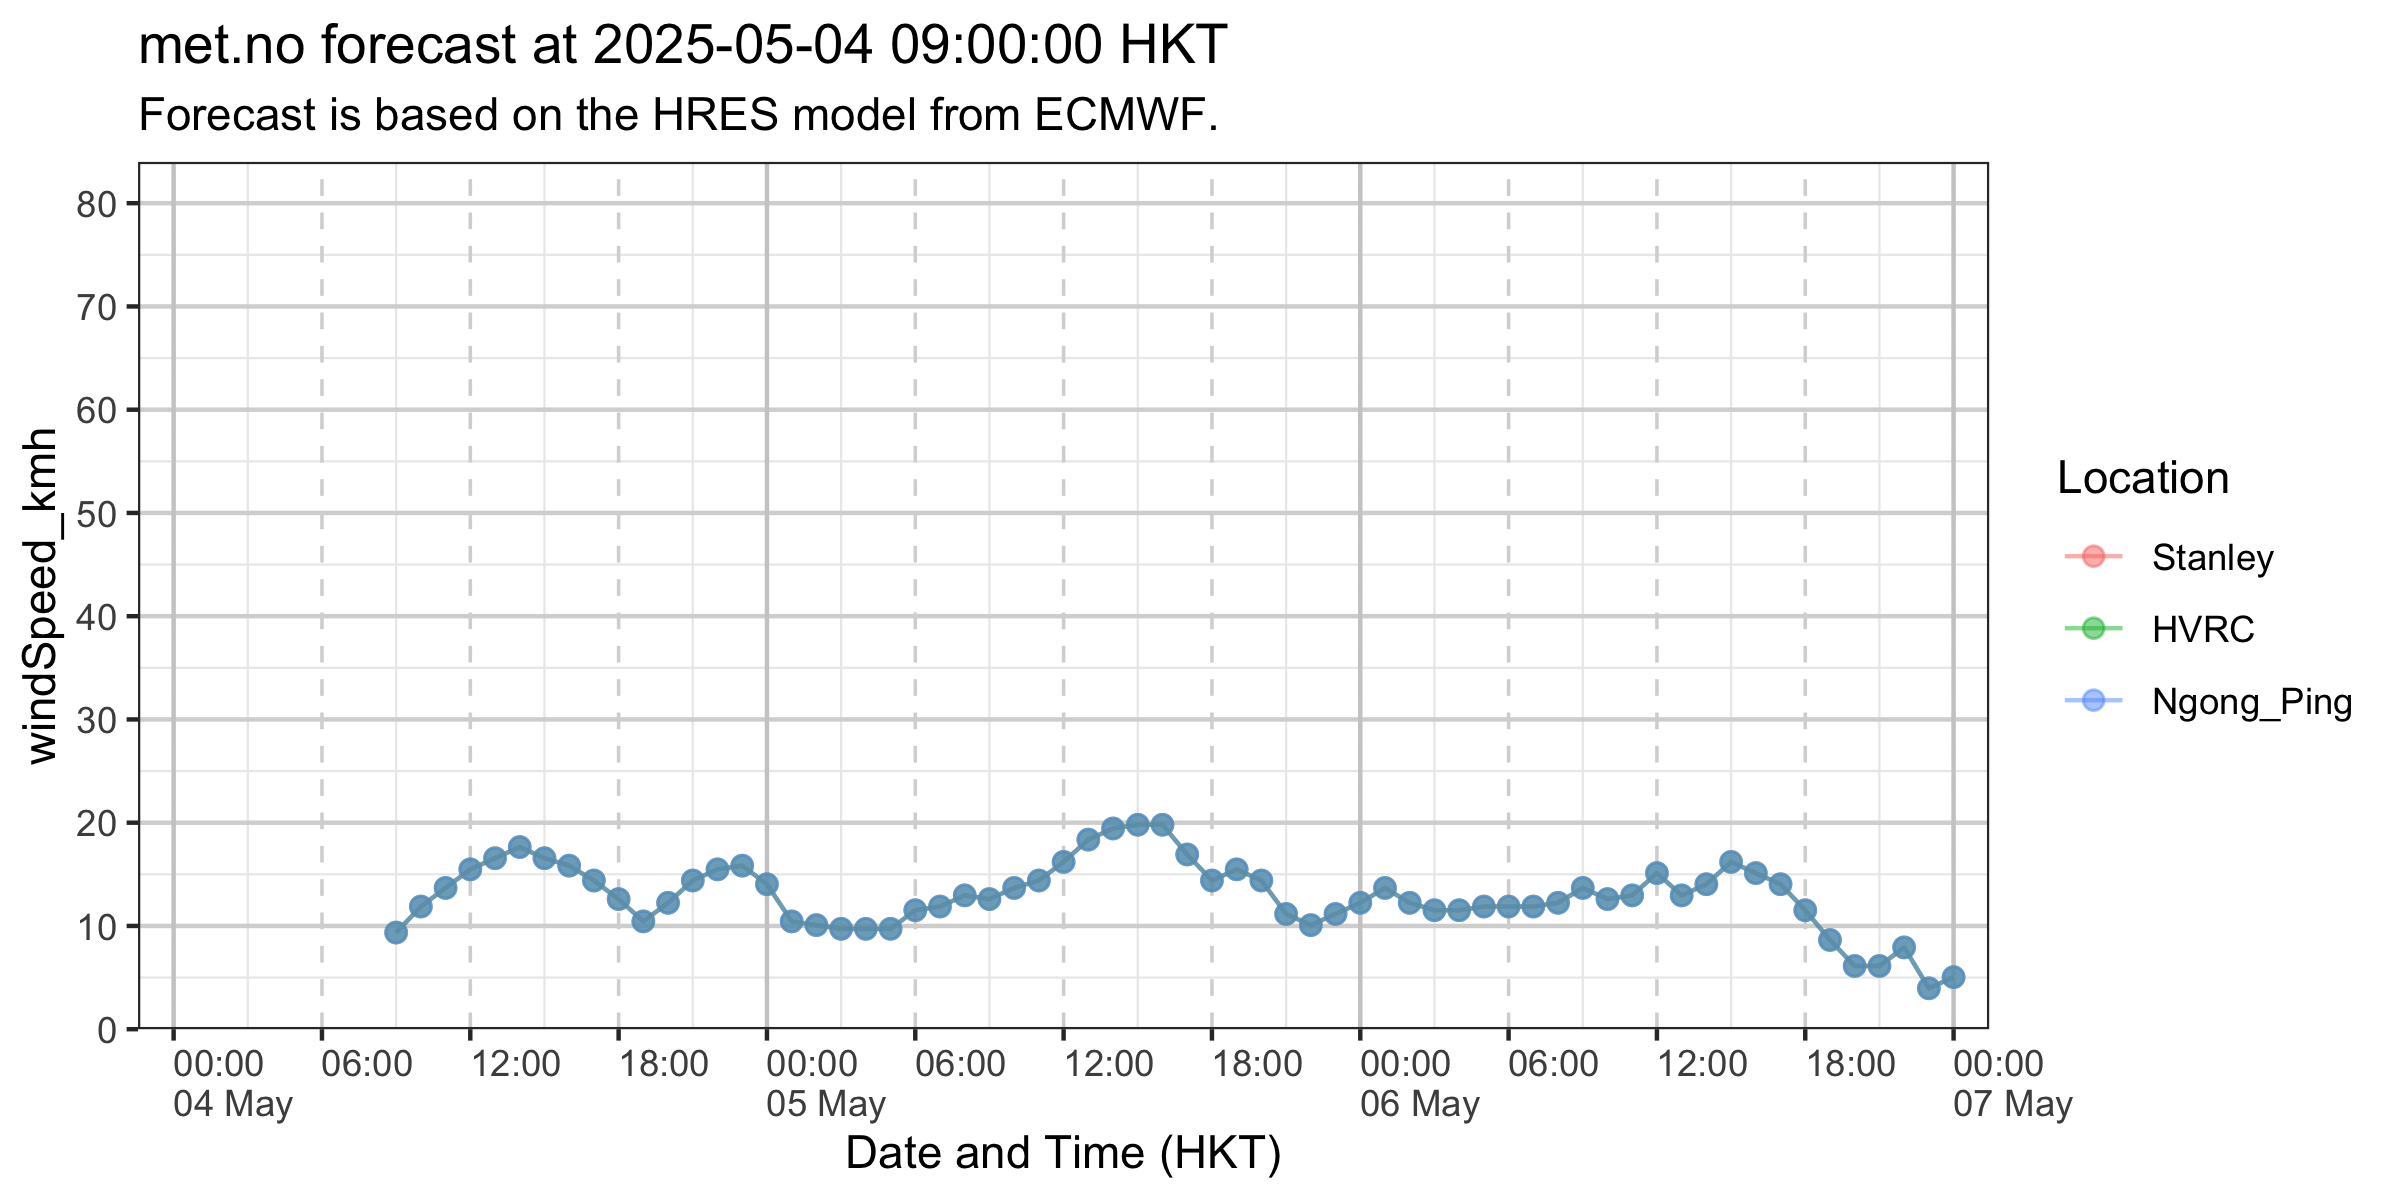 met.no forecast at 2025-05-04 09:00:00 HKT
Forecast is based on the HRES model from ECMWF.
windSpeed_kmh
80
70
60
50
40
30
20
10
0
00:00 06:00 12:00 18:00 00:00 06:00 12:00 18:00 00:00 06:00 12:00 18:00 00:00
04 May 05 May 06 May 07 May
Date and Time (HKT)
Location
Stanley
HVRC
Ngong_Ping